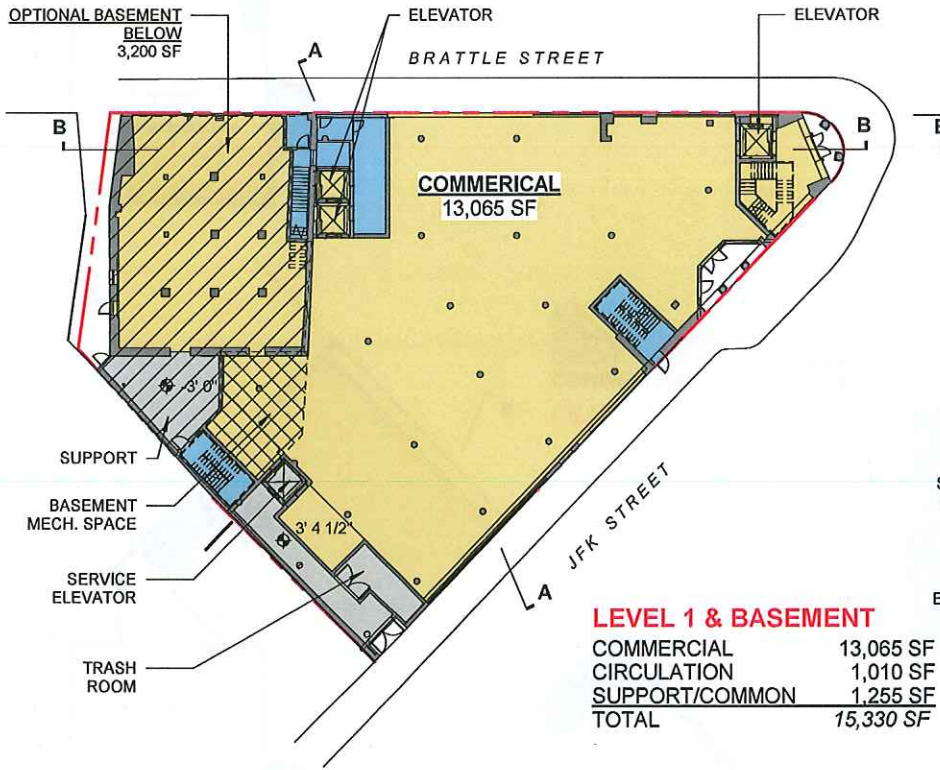 OPTIONAL BASEMENT
BELOW
3,200 SF
ELEVATOR
ELEVATOR
A
BRATTLE STREET
B
B
COMMERICAL
13,065 SF
-3' 0"
SUPPORT
BASEMENT
MECH. SPACE
3' 4 1/2"
SERVICE
ELEVATOR
JFK STREET
A
TRASH
ROOM
LEVEL 1 & BASEMENT
COMMERCIAL 13,065 SF
CIRCULATION 1,010 SF
SUPPORT/COMMON 1,255 SF
TOTAL 15,330 SF